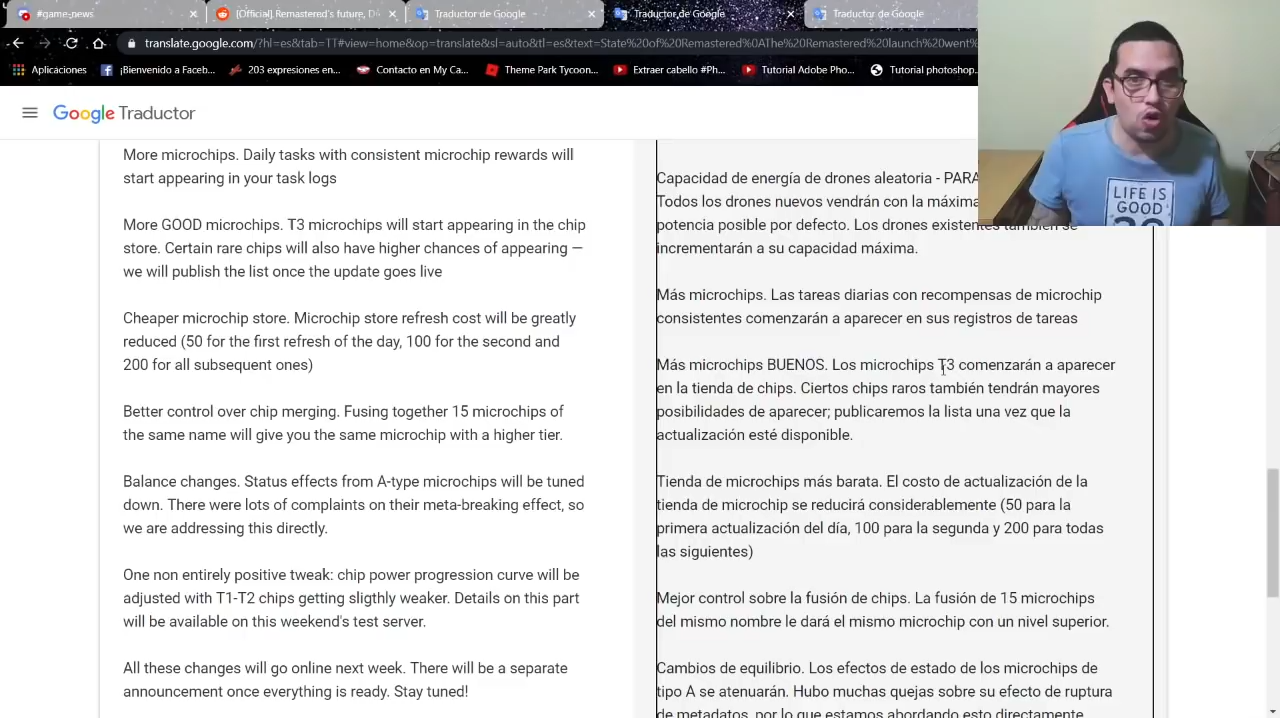 #game-news
[Official] Remastered's future, D
Traductor de Google
Traductor de Google
Traductor de Google
translate.google.com/?hl=es&tab=TT#view=home&op=translate&sl=auto&tl=es&text=State%20of%20Remastered%0AThe%20Remastered%20launch%20went%
Aplicaciones
¡Bienvenido a Faceb...
203 expresiones en...
Contacto en My Ca...
Theme Park Tycoon...
Extraer cabello #Ph...
Tutorial Adobe Pho...
Tutorial photoshop.
Google Traductor
More microchips. Daily tasks with consistent microchip rewards will
start appearing in your task logs
More GOOD microchips. T3 microchips will start appearing in the chip
store. Certain rare chips will also have higher chances of appearing —
we will publish the list once the update goes live
Cheaper microchip store. Microchip store refresh cost will be greatly
reduced (50 for the first refresh of the day, 100 for the second and
200 for all subsequent ones)
Better control over chip merging. Fusing together 15 microchips of
the same name will give you the same microchip with a higher tier.
Balance changes. Status effects from A-type microchips will be tuned
down. There were lots of complaints on their meta-breaking effect, so
we are addressing this directly.
One non entirely positive tweak: chip power progression curve will be
adjusted with T1-T2 chips getting sligthly weaker. Details on this part
will be available on this weekend's test server.
All these changes will go online next week. There will be a separate
announcement once everything is ready. Stay tuned!
Capacidad de energía de drones aleatoria - PARA
Todos los drones nuevos vendrán con la máxima
potencia posible por defecto. Los drones existentes también se
incrementarán a su capacidad máxima.
Más microchips. Las tareas diarias con recompensas de microchip
consistentes comenzarán a aparecer en sus registros de tareas
Más microchips BUENOS. Los microchips T3 comenzarán a aparecer
en la tienda de chips. Ciertos chips raros también tendrán mayores
posibilidades de aparecer; publicaremos la lista una vez que la
actualización esté disponible.
Tienda de microchips más barata. El costo de actualización de la
tienda de microchip se reducirá considerablemente (50 para la
primera actualización del día, 100 para la segunda y 200 para todas
las siguientes)
Mejor control sobre la fusión de chips. La fusión de 15 microchips
del mismo nombre le dará el mismo microchip con un nivel superior.
Cambios de equilibrio. Los efectos de estado de los microchips de
tipo A se atenuarán. Hubo muchas quejas sobre su efecto de ruptura
de metadatos, por lo que estamos abordando esto directamente.
LIFE IS
GOOD